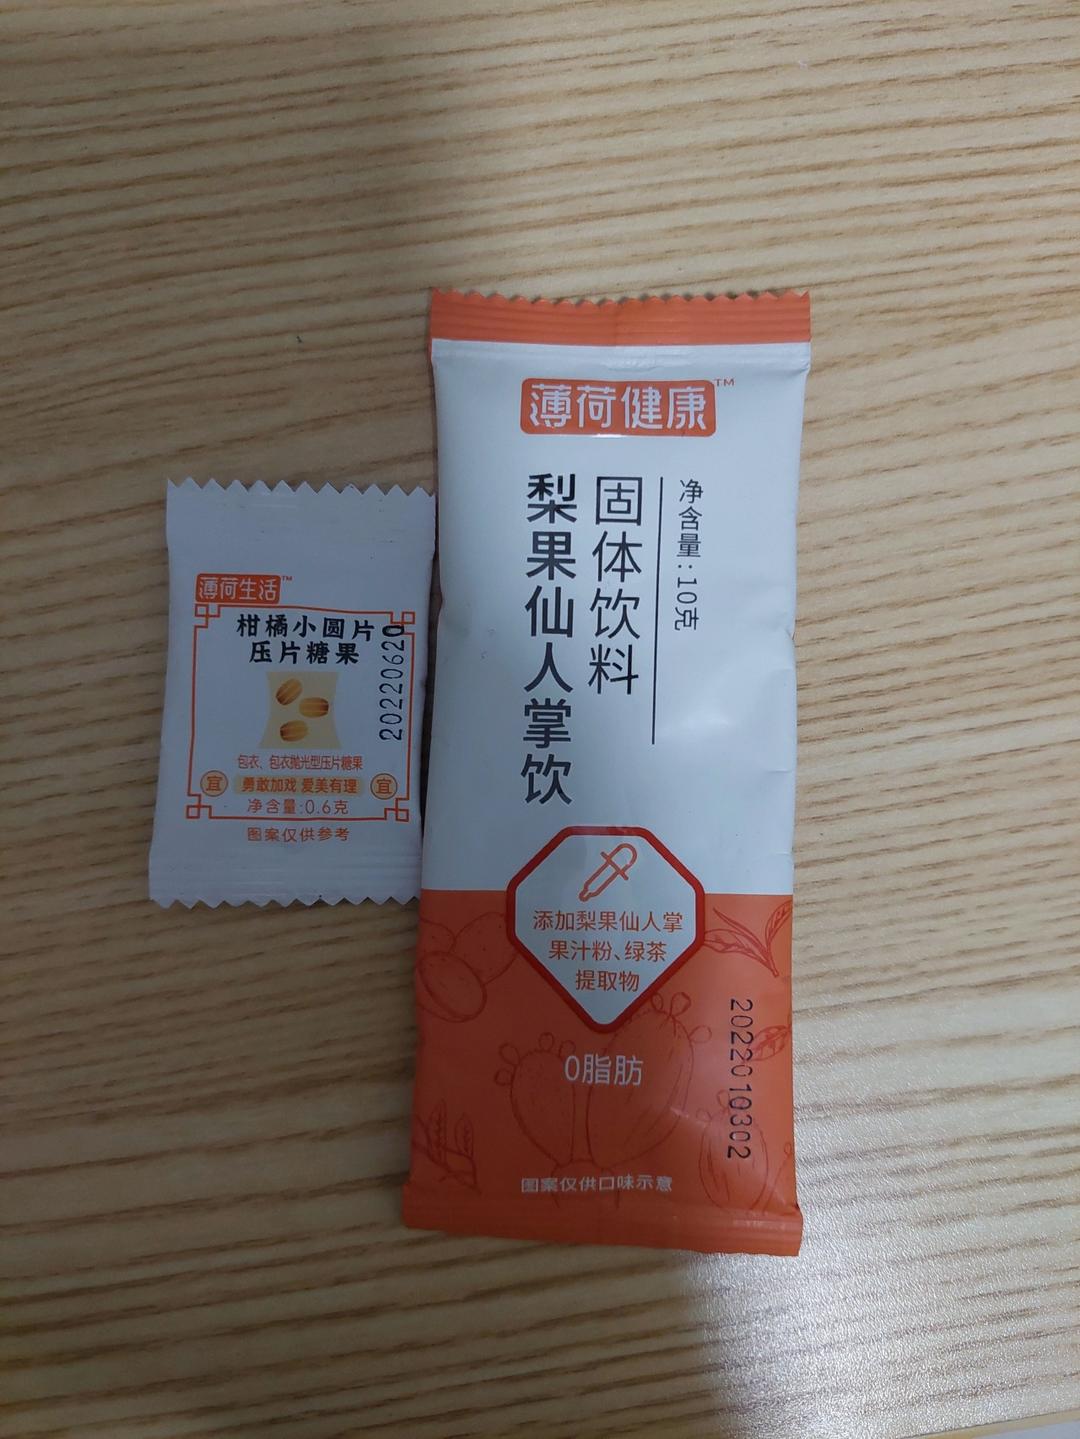 薄荷生活™
柑橘小圆片
压片糖果
20220620
包衣、包衣抛光型压片糖果
宜
勇敢加戏 爱美有理
宜
净含量:0.6克
图案仅供参考
薄荷健康™
梨果仙人掌饮
固体饮料
净含量:10克
添加梨果仙人掌
果汁粉、绿茶
提取物
0脂肪
2022010302
图案仅供口味示意